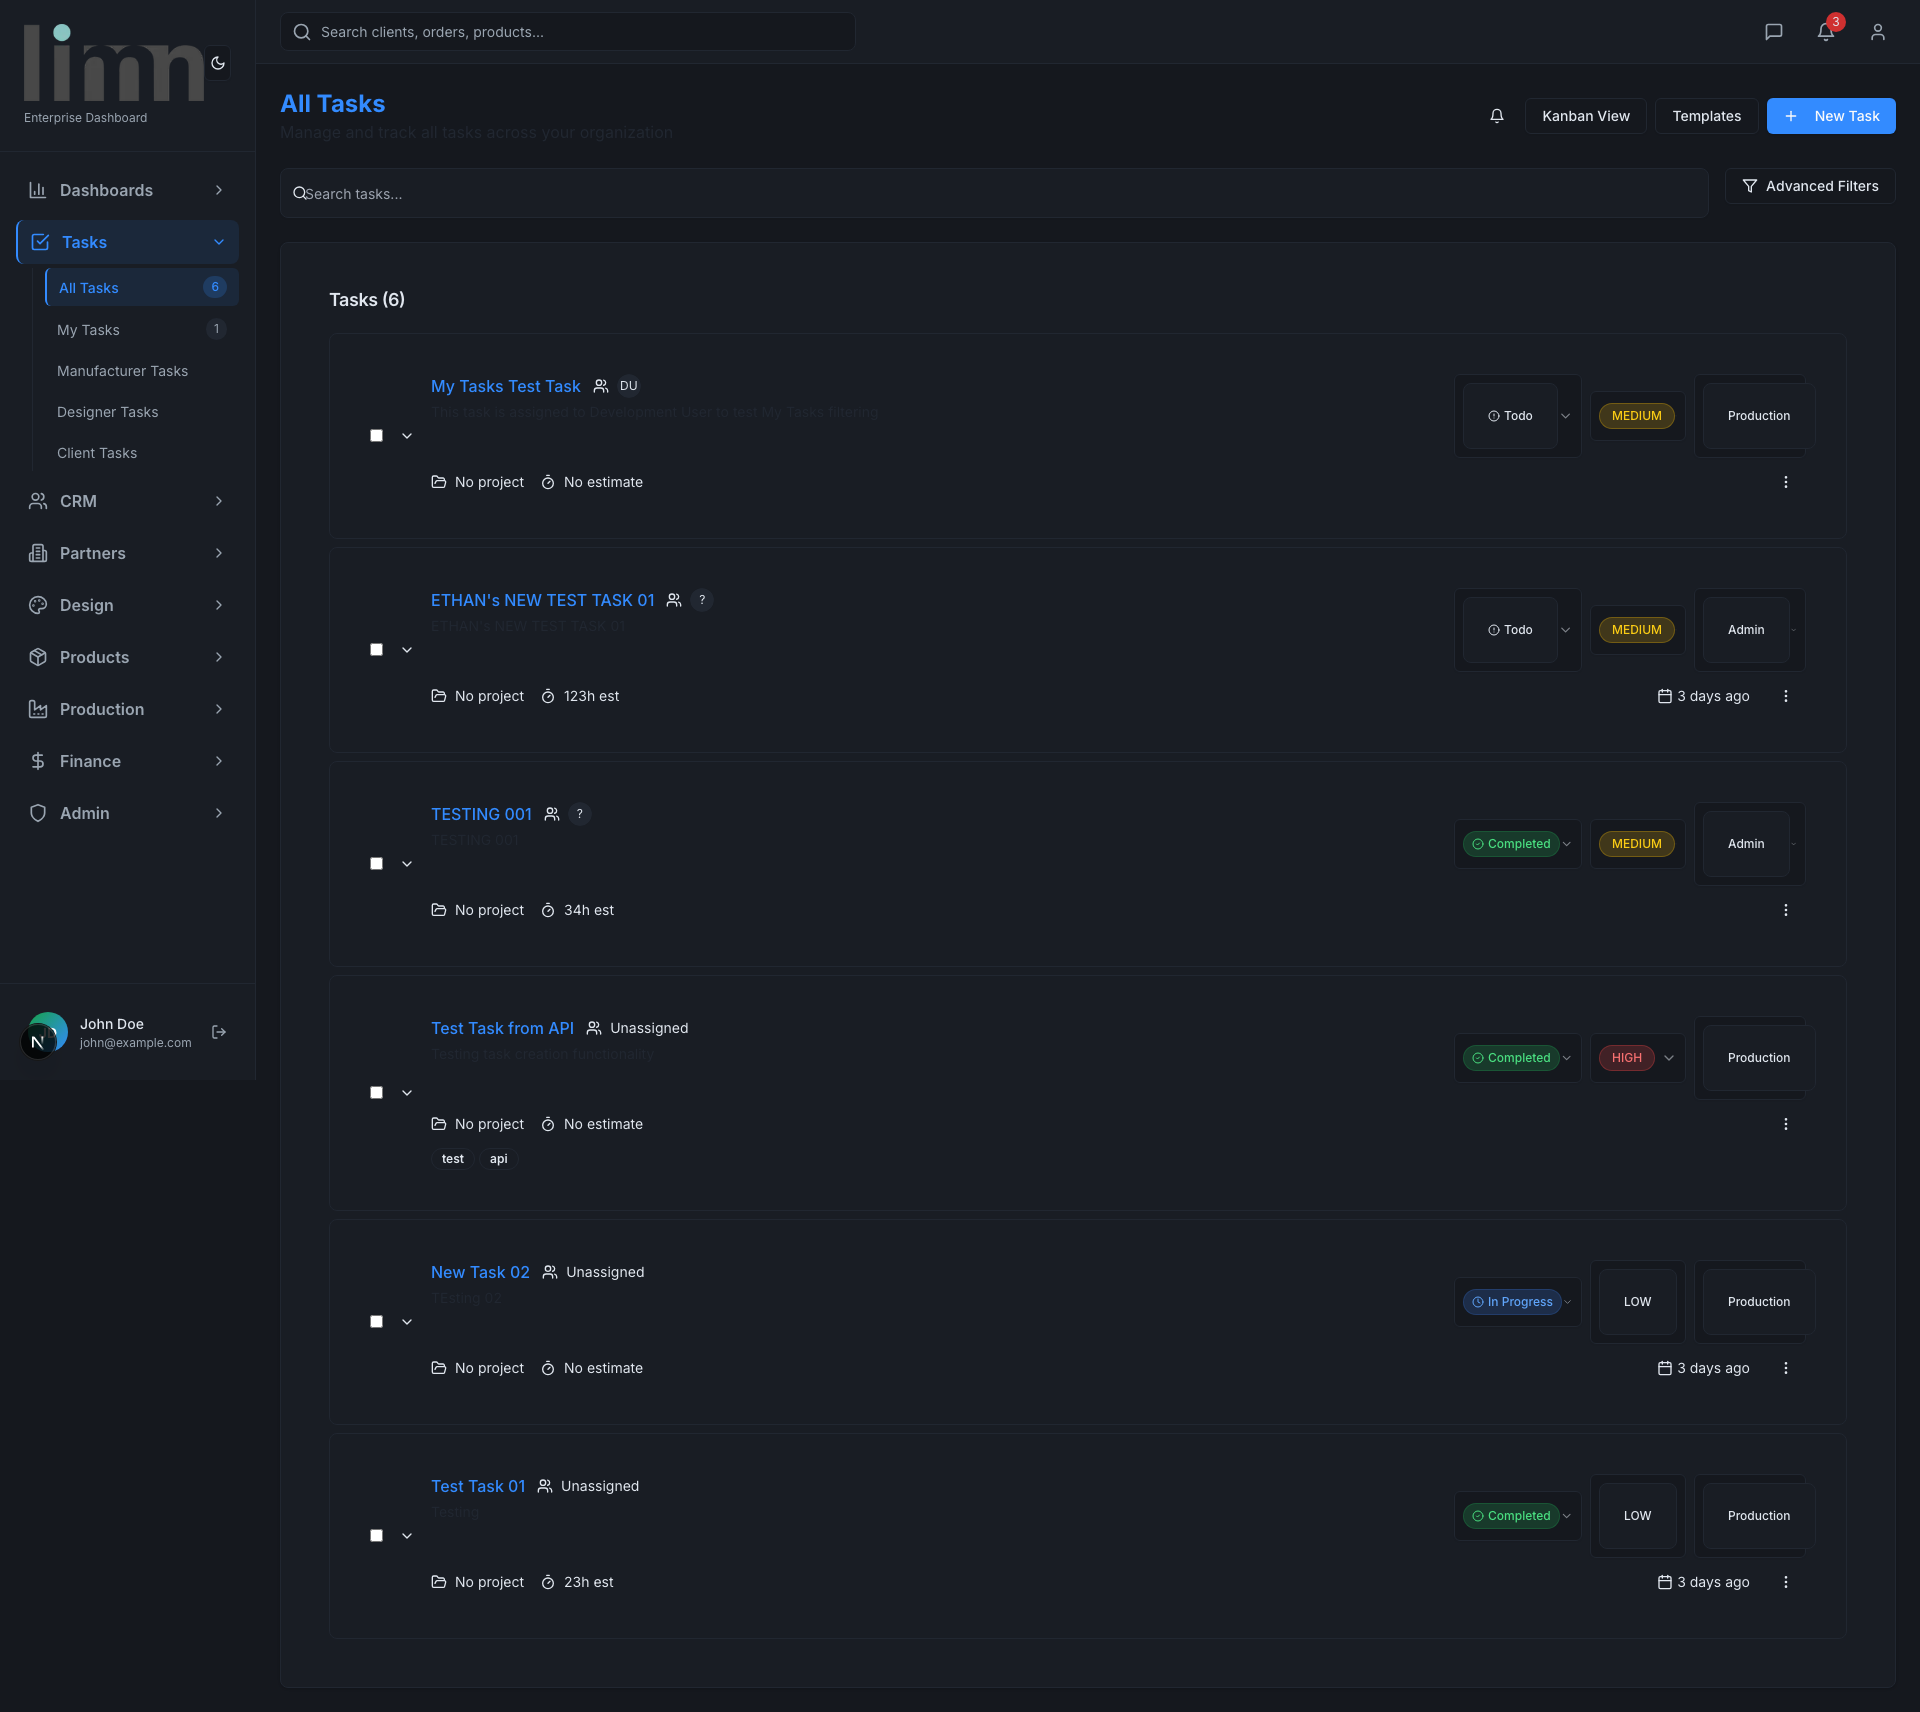 limn
Enterprise Dashboard
Dashboards
Tasks
All Tasks 6
My Tasks 1
Manufacturer Tasks
Designer Tasks
Client Tasks
CRM
Partners
Design
Products
Production
Finance
Admin
N
John Doe
john@example.com
Search clients, orders, products...
3
All Tasks
Manage and track all tasks across your organization
Kanban View
Templates
New Task
Search tasks...
Advanced Filters
Tasks (6)
My Tasks Test Task DU
This task is assigned to Development User to test My Tasks filtering
Todo MEDIUM Production
No project No estimate
ETHAN's NEW TEST TASK 01 ?
ETHAN's NEW TEST TASK 01
Todo MEDIUM Admin
No project 123h est 3 days ago
TESTING 001 ?
TESTING 001
Completed MEDIUM Admin
No project 34h est
Test Task from API Unassigned
Testing task creation functionality
Completed HIGH Production
No project No estimate
test api
New Task 02 Unassigned
TEsting 02
In Progress LOW Production
No project No estimate 3 days ago
Test Task 01 Unassigned
Testing
Completed LOW Production
No project 23h est 3 days ago